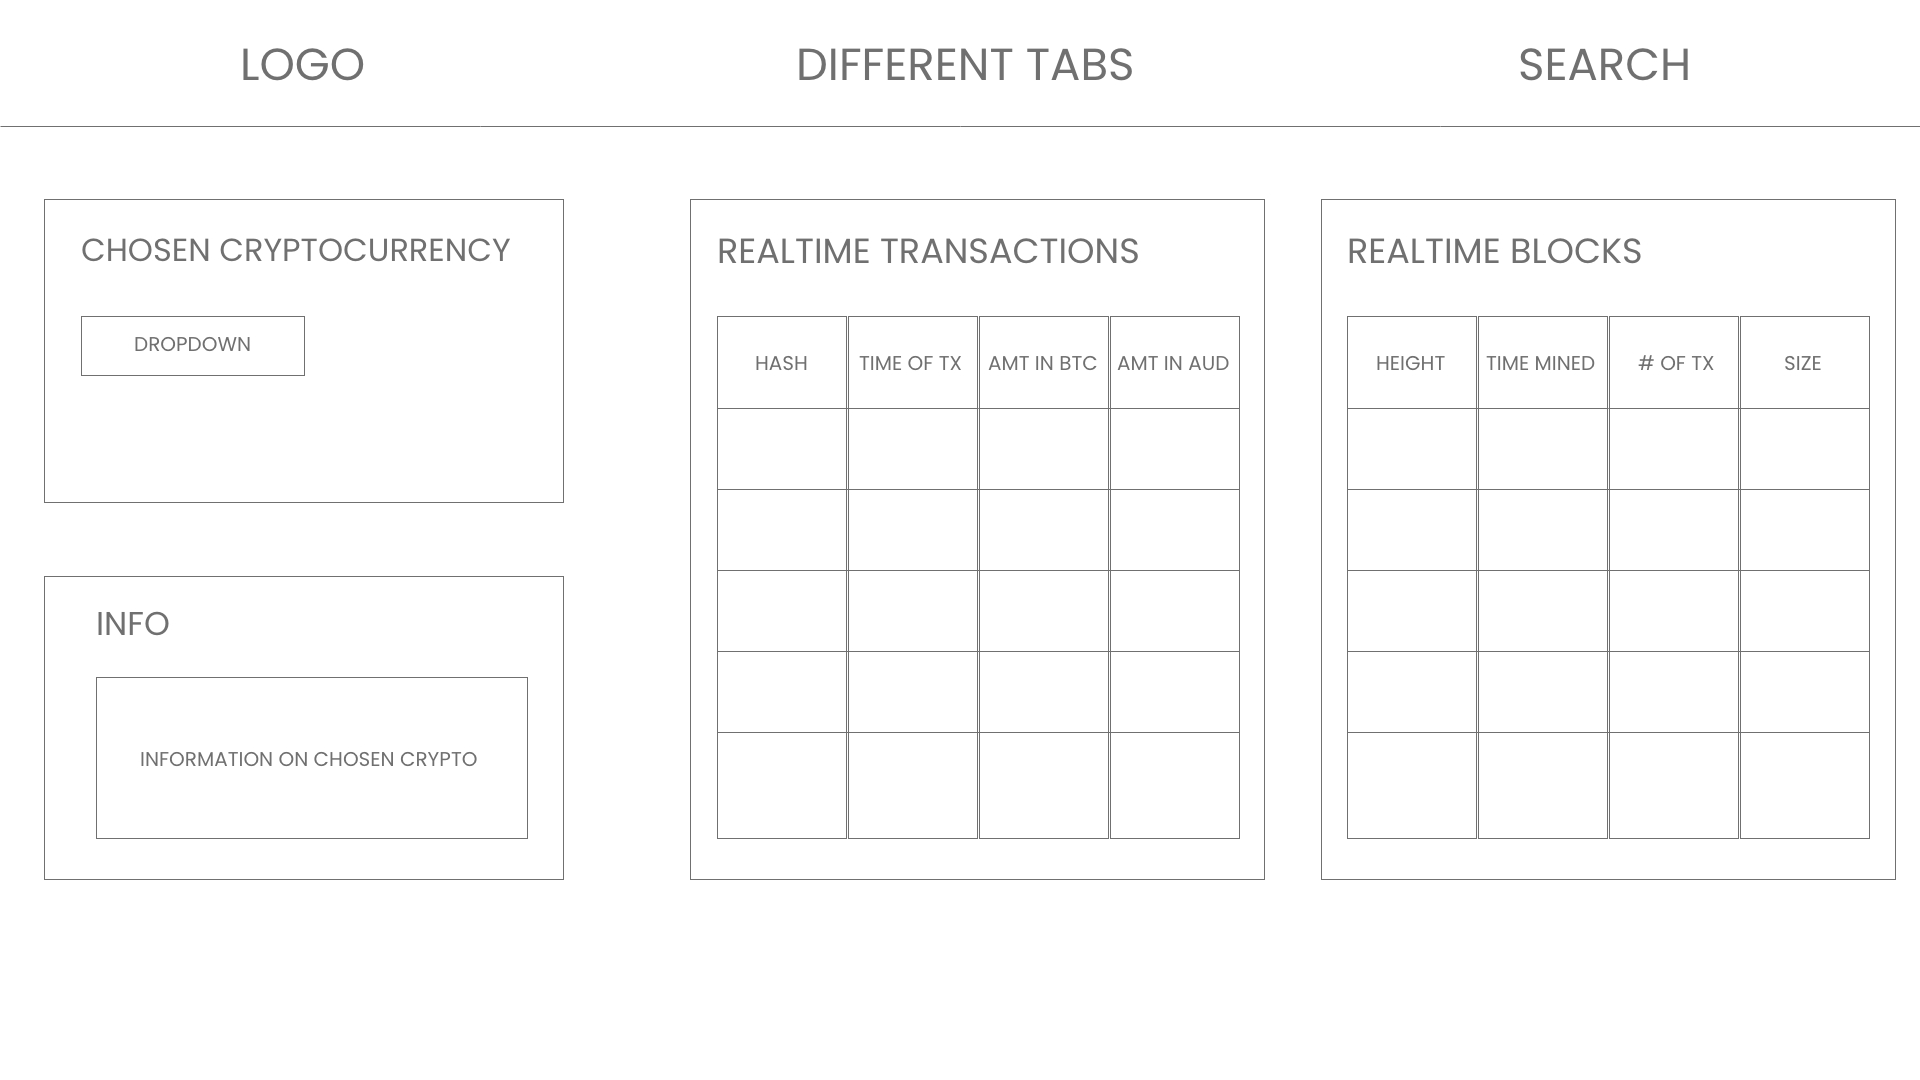 LOGO
DIFFERENT TABS
SEARCH
CHOSEN CRYPTOCURRENCY
DROPDOWN
INFO
INFORMATION ON CHOSEN CRYPTO
REALTIME TRANSACTIONS
HASH
TIME OF TX
AMT IN BTC
AMT IN AUD
REALTIME BLOCKS
HEIGHT
TIME MINED
# OF TX
SIZE